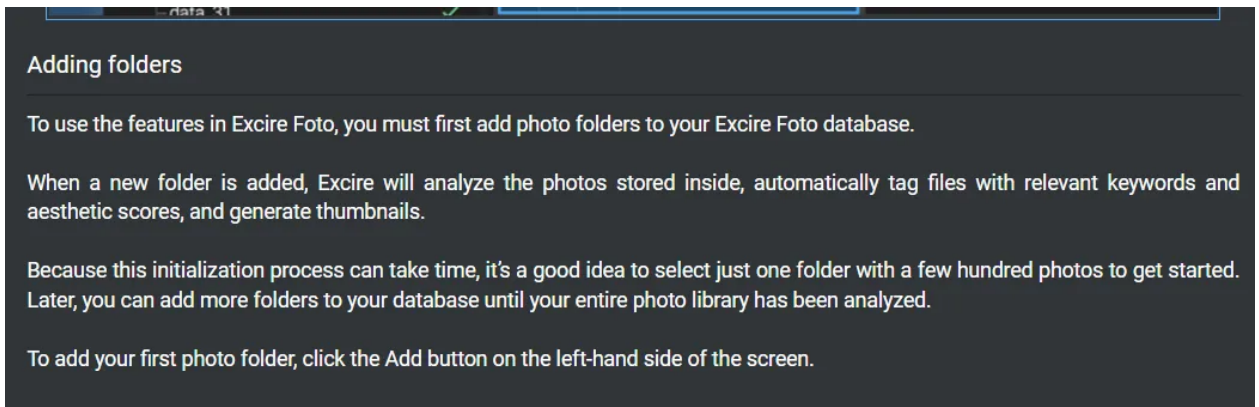 data_31
Adding folders
To use the features in Excire Foto, you must first add photo folders to your Excire Foto database.
When a new folder is added, Excire will analyze the photos stored inside, automatically tag files with relevant keywords and
aesthetic scores, and generate thumbnails.
Because this initialization process can take time, it's a good idea to select just one folder with a few hundred photos to get started.
Later, you can add more folders to your database until your entire photo library has been analyzed.
To add your first photo folder, click the Add button on the left-hand side of the screen.